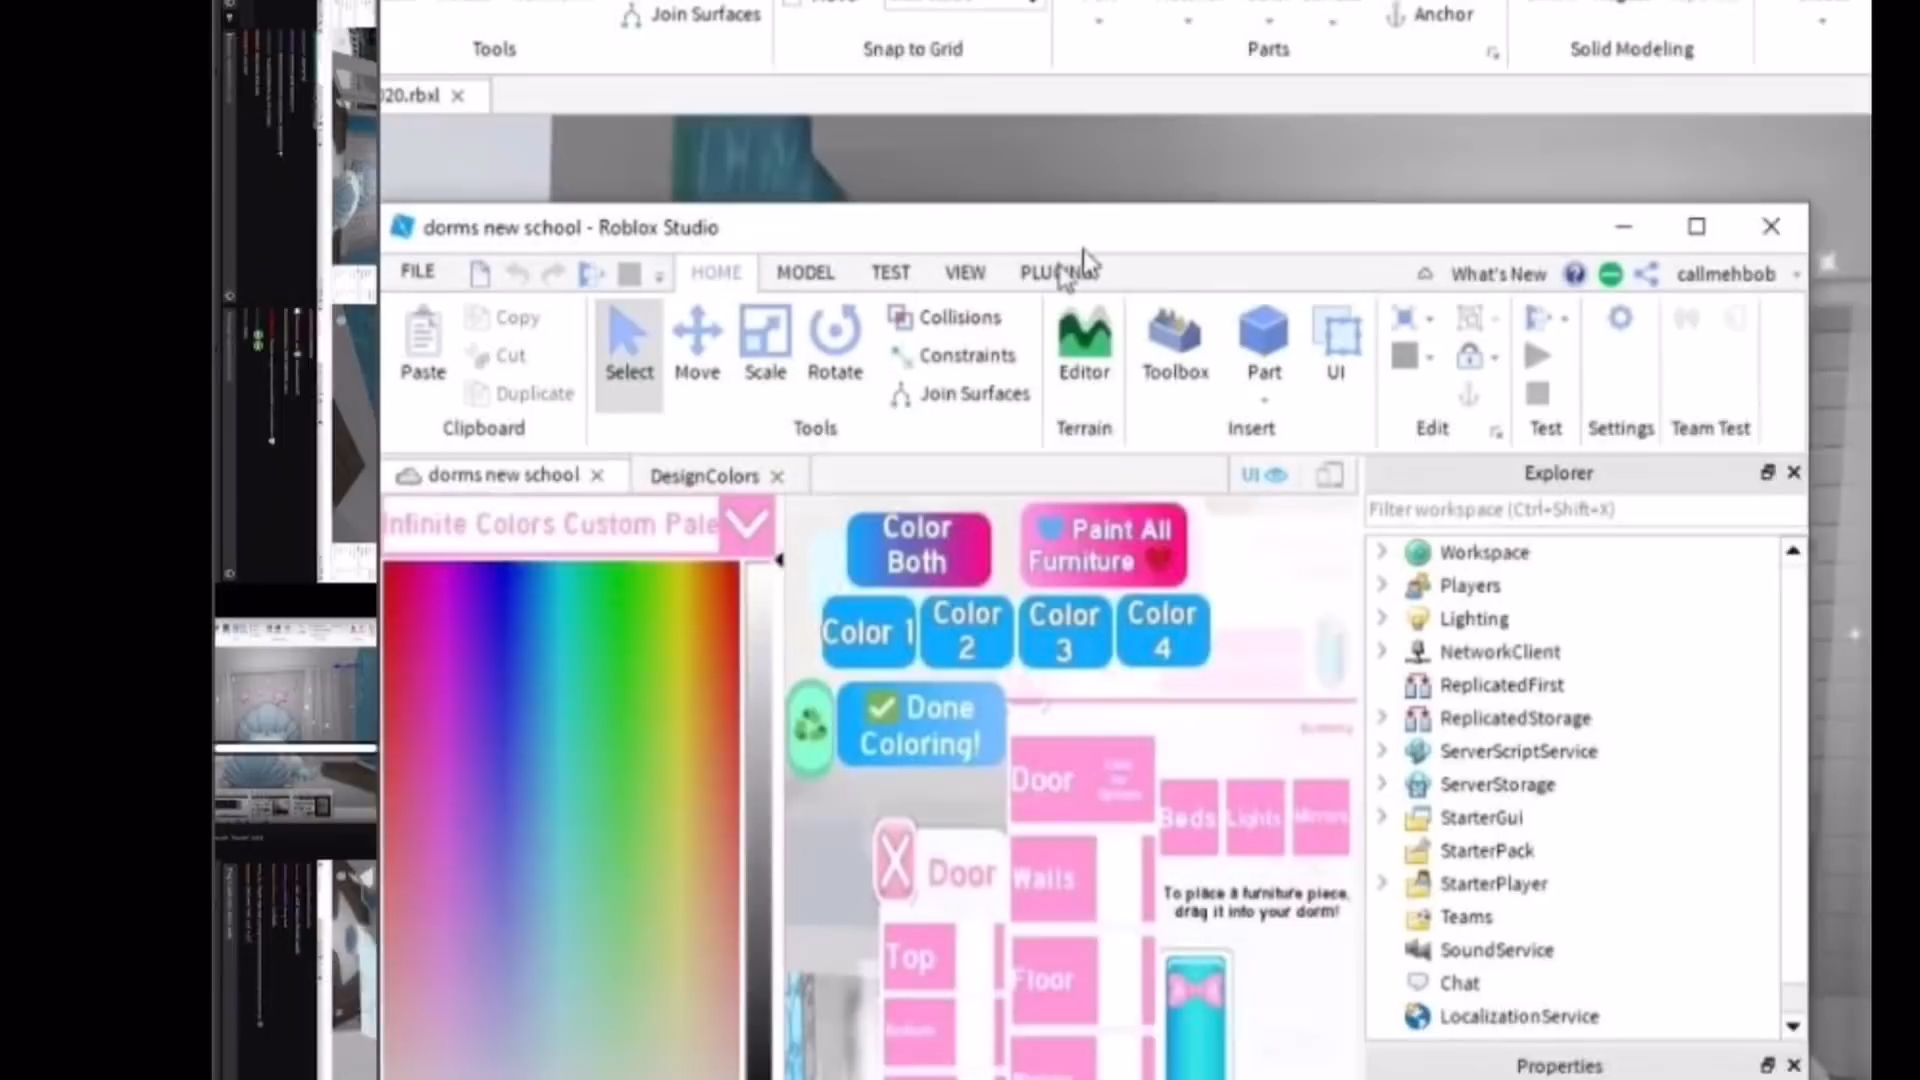 Join Surfaces
Anchor
Tools
Snap to Grid
Parts
Solid Modeling
020.rbxl
dorms new school - Roblox Studio
FILE
HOME
MODEL
TEST
VIEW
PLUGINS
What's New
callmehbob
Paste
Copy
Cut
Duplicate
Clipboard
Select
Move
Scale
Rotate
Collisions
Constraints
Join Surfaces
Tools
Editor
Terrain
Toolbox
Part
UI
Insert
Edit
Test
Settings
Team Test
dorms new school
DesignColors
UI
Explorer
Filter workspace (Ctrl+Shift+X)
Infinite Colors Custom Pale
Color
Both
Paint All
Furniture
Color 1
Color
2
Color
3
Color
4
Done
Coloring!
Door
Beds
Lights
Mirrors
Door
Walls
To place a furniture piece,
drag it into your dorm!
Top
Floor
Workspace
Players
Lighting
NetworkClient
ReplicatedFirst
ReplicatedStorage
ServerScriptService
ServerStorage
StarterGui
StarterPack
StarterPlayer
Teams
SoundService
Chat
LocalizationService
Properties